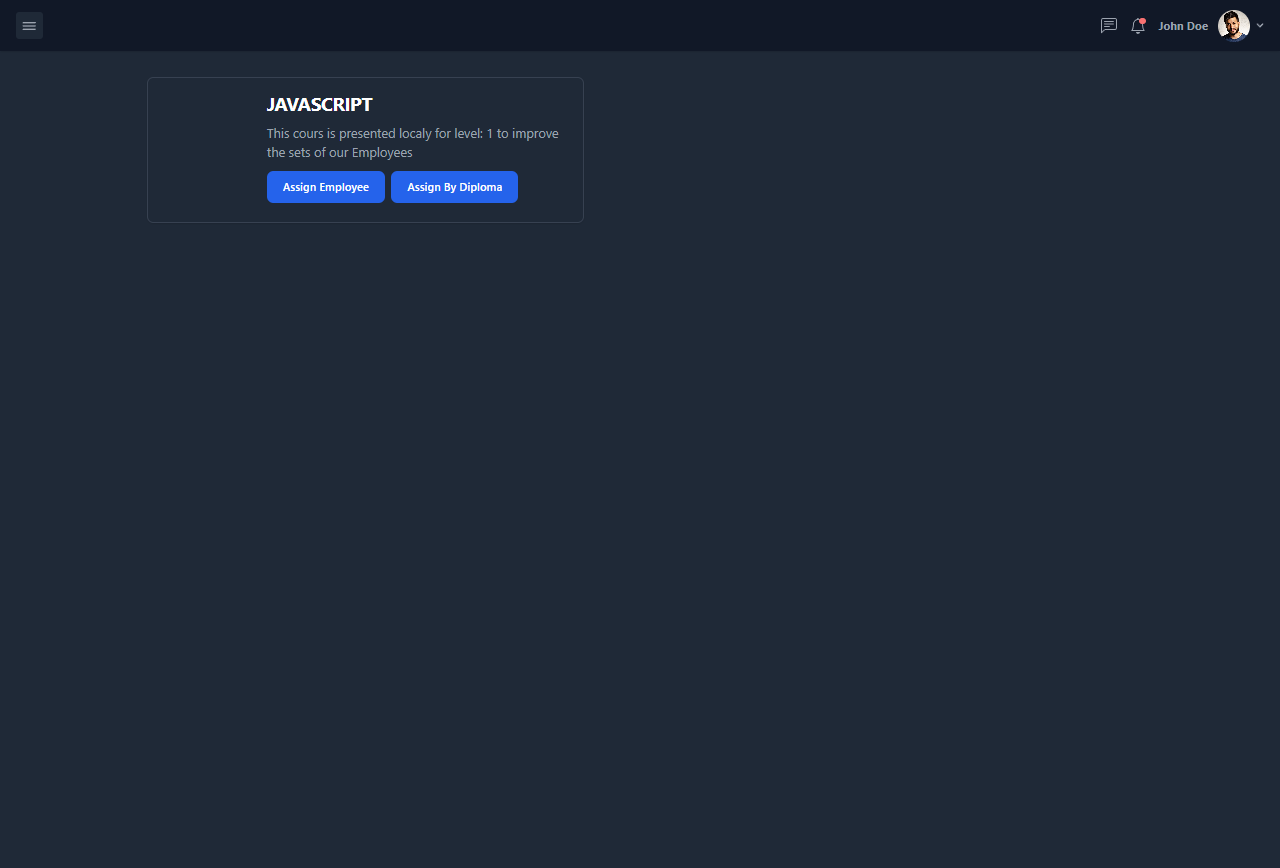 John Doe
JAVASCRIPT
This cours is presented localy for level: 1 to improve
the sets of our Employees
Assign Employee
Assign By Diploma